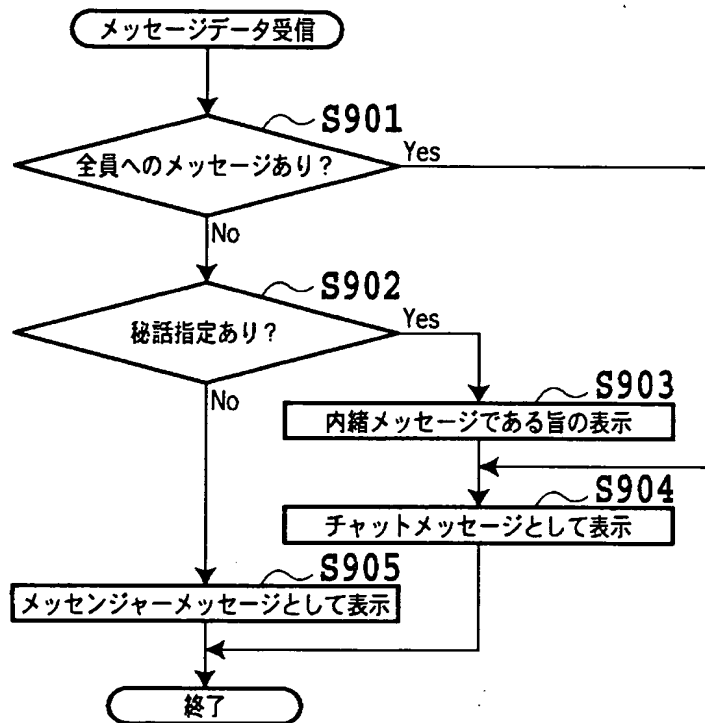 メッセージデータ受信
S901
全員へのメッセージあり?
Yes
No
S902
秘話指定あり?
Yes
No
S903
内緒メッセージである旨の表示
S904
チャットメッセージとして表示
S905
メッセンジャーメッセージとして表示
終了